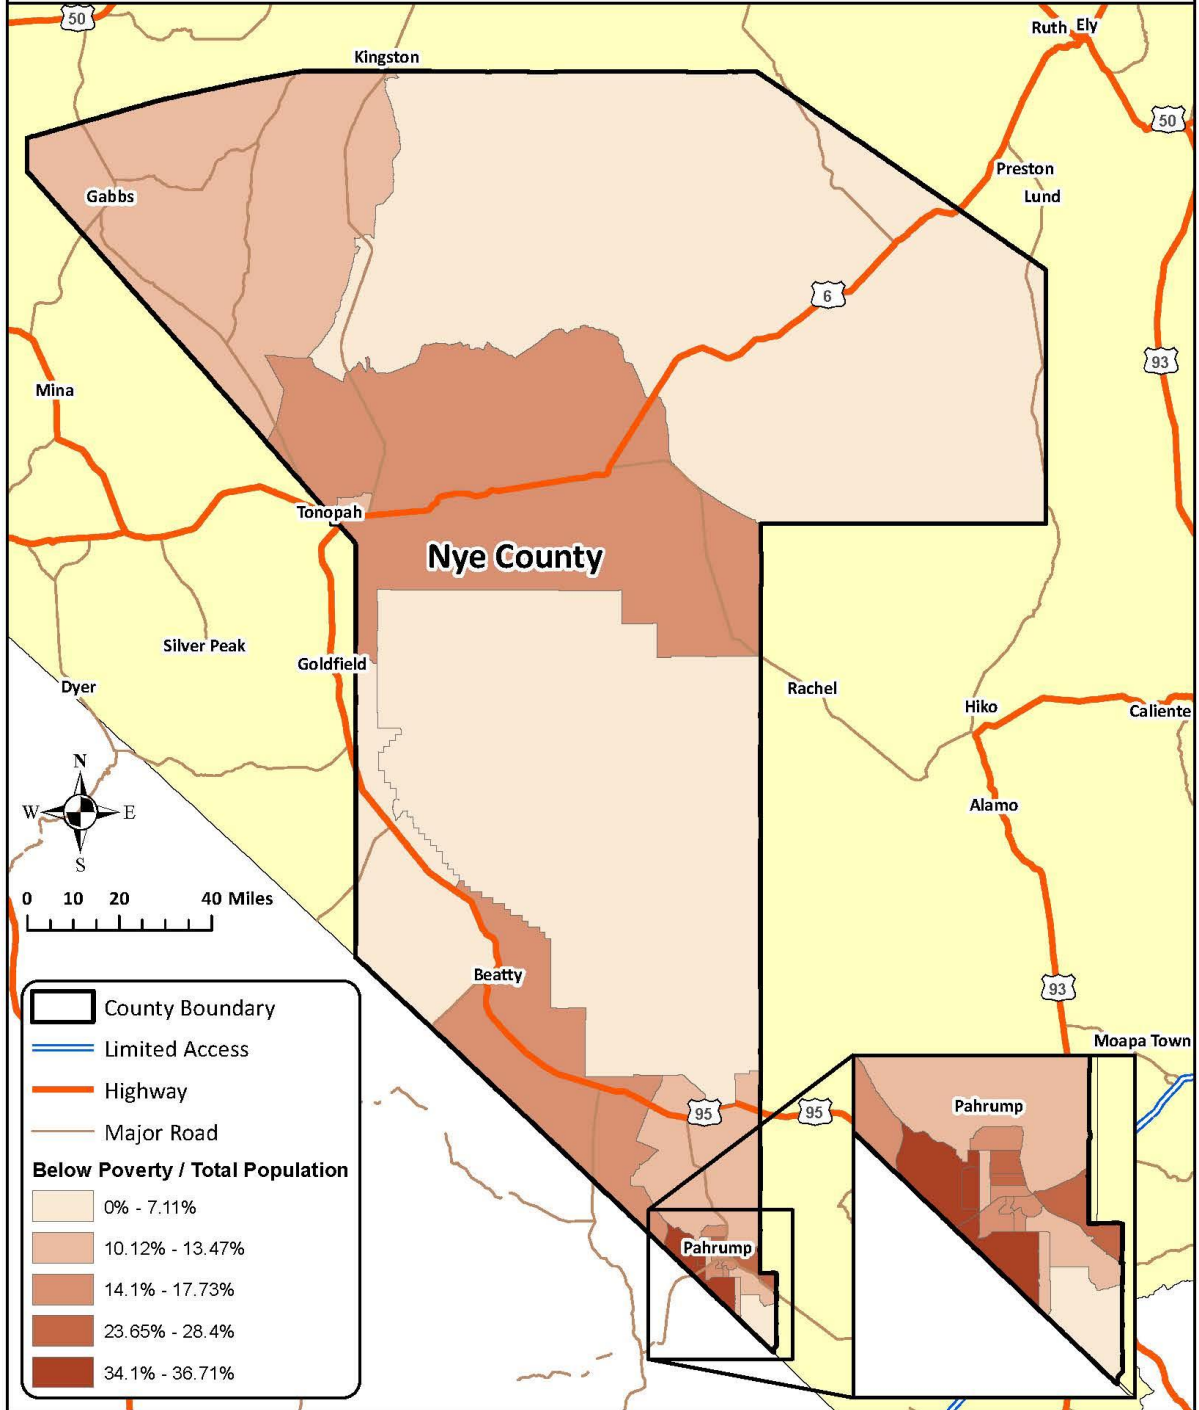 50
Ruth
Ely
Kingston
50
Preston
Gabbs
Lund
6
93
Mina
Tonopah
Nye County
Silver Peak
Goldfield
Dyer
Rachel
Hiko
Caliente
N
W
E
S
Alamo
0 10 20 40 Miles
Beatty
93
County Boundary
Limited Access
Highway
Major Road
Below Poverty / Total Population
0% - 7.11%
10.12% - 13.47%
14.1% - 17.73%
23.65% - 28.4%
34.1% - 36.71%
Moapa Town
95
95
Pahrump
Pahrump